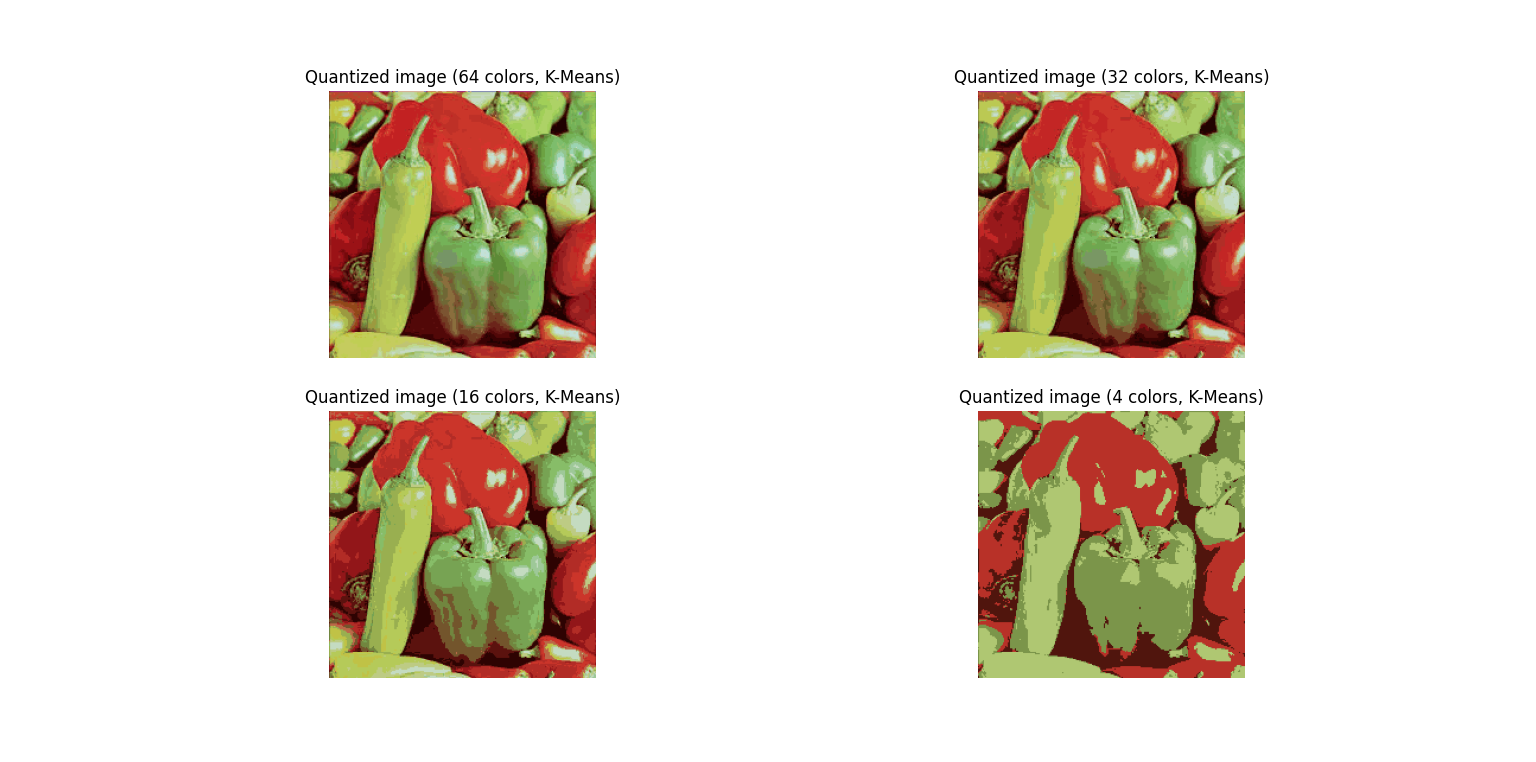 Quantized image (64 colors, K-Means)
Quantized image (32 colors, K-Means)
Quantized image (16 colors, K-Means)
Quantized image (4 colors, K-Means)